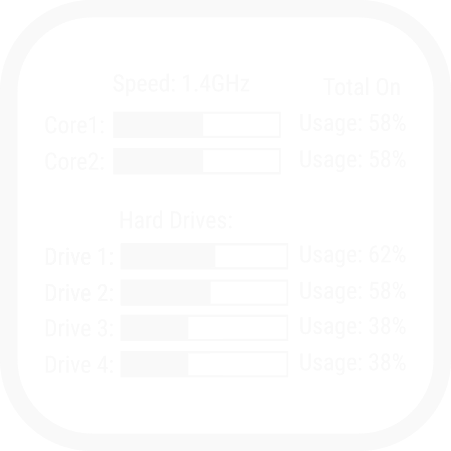 Speed: 1.4GHz Total On
Core1: Usage: 58%
Core2: Usage: 58%
Hard Drives:
Drive 1: Usage: 62%
Drive 2: Usage: 58%
Drive 3: Usage: 38%
Drive 4: Usage: 38%